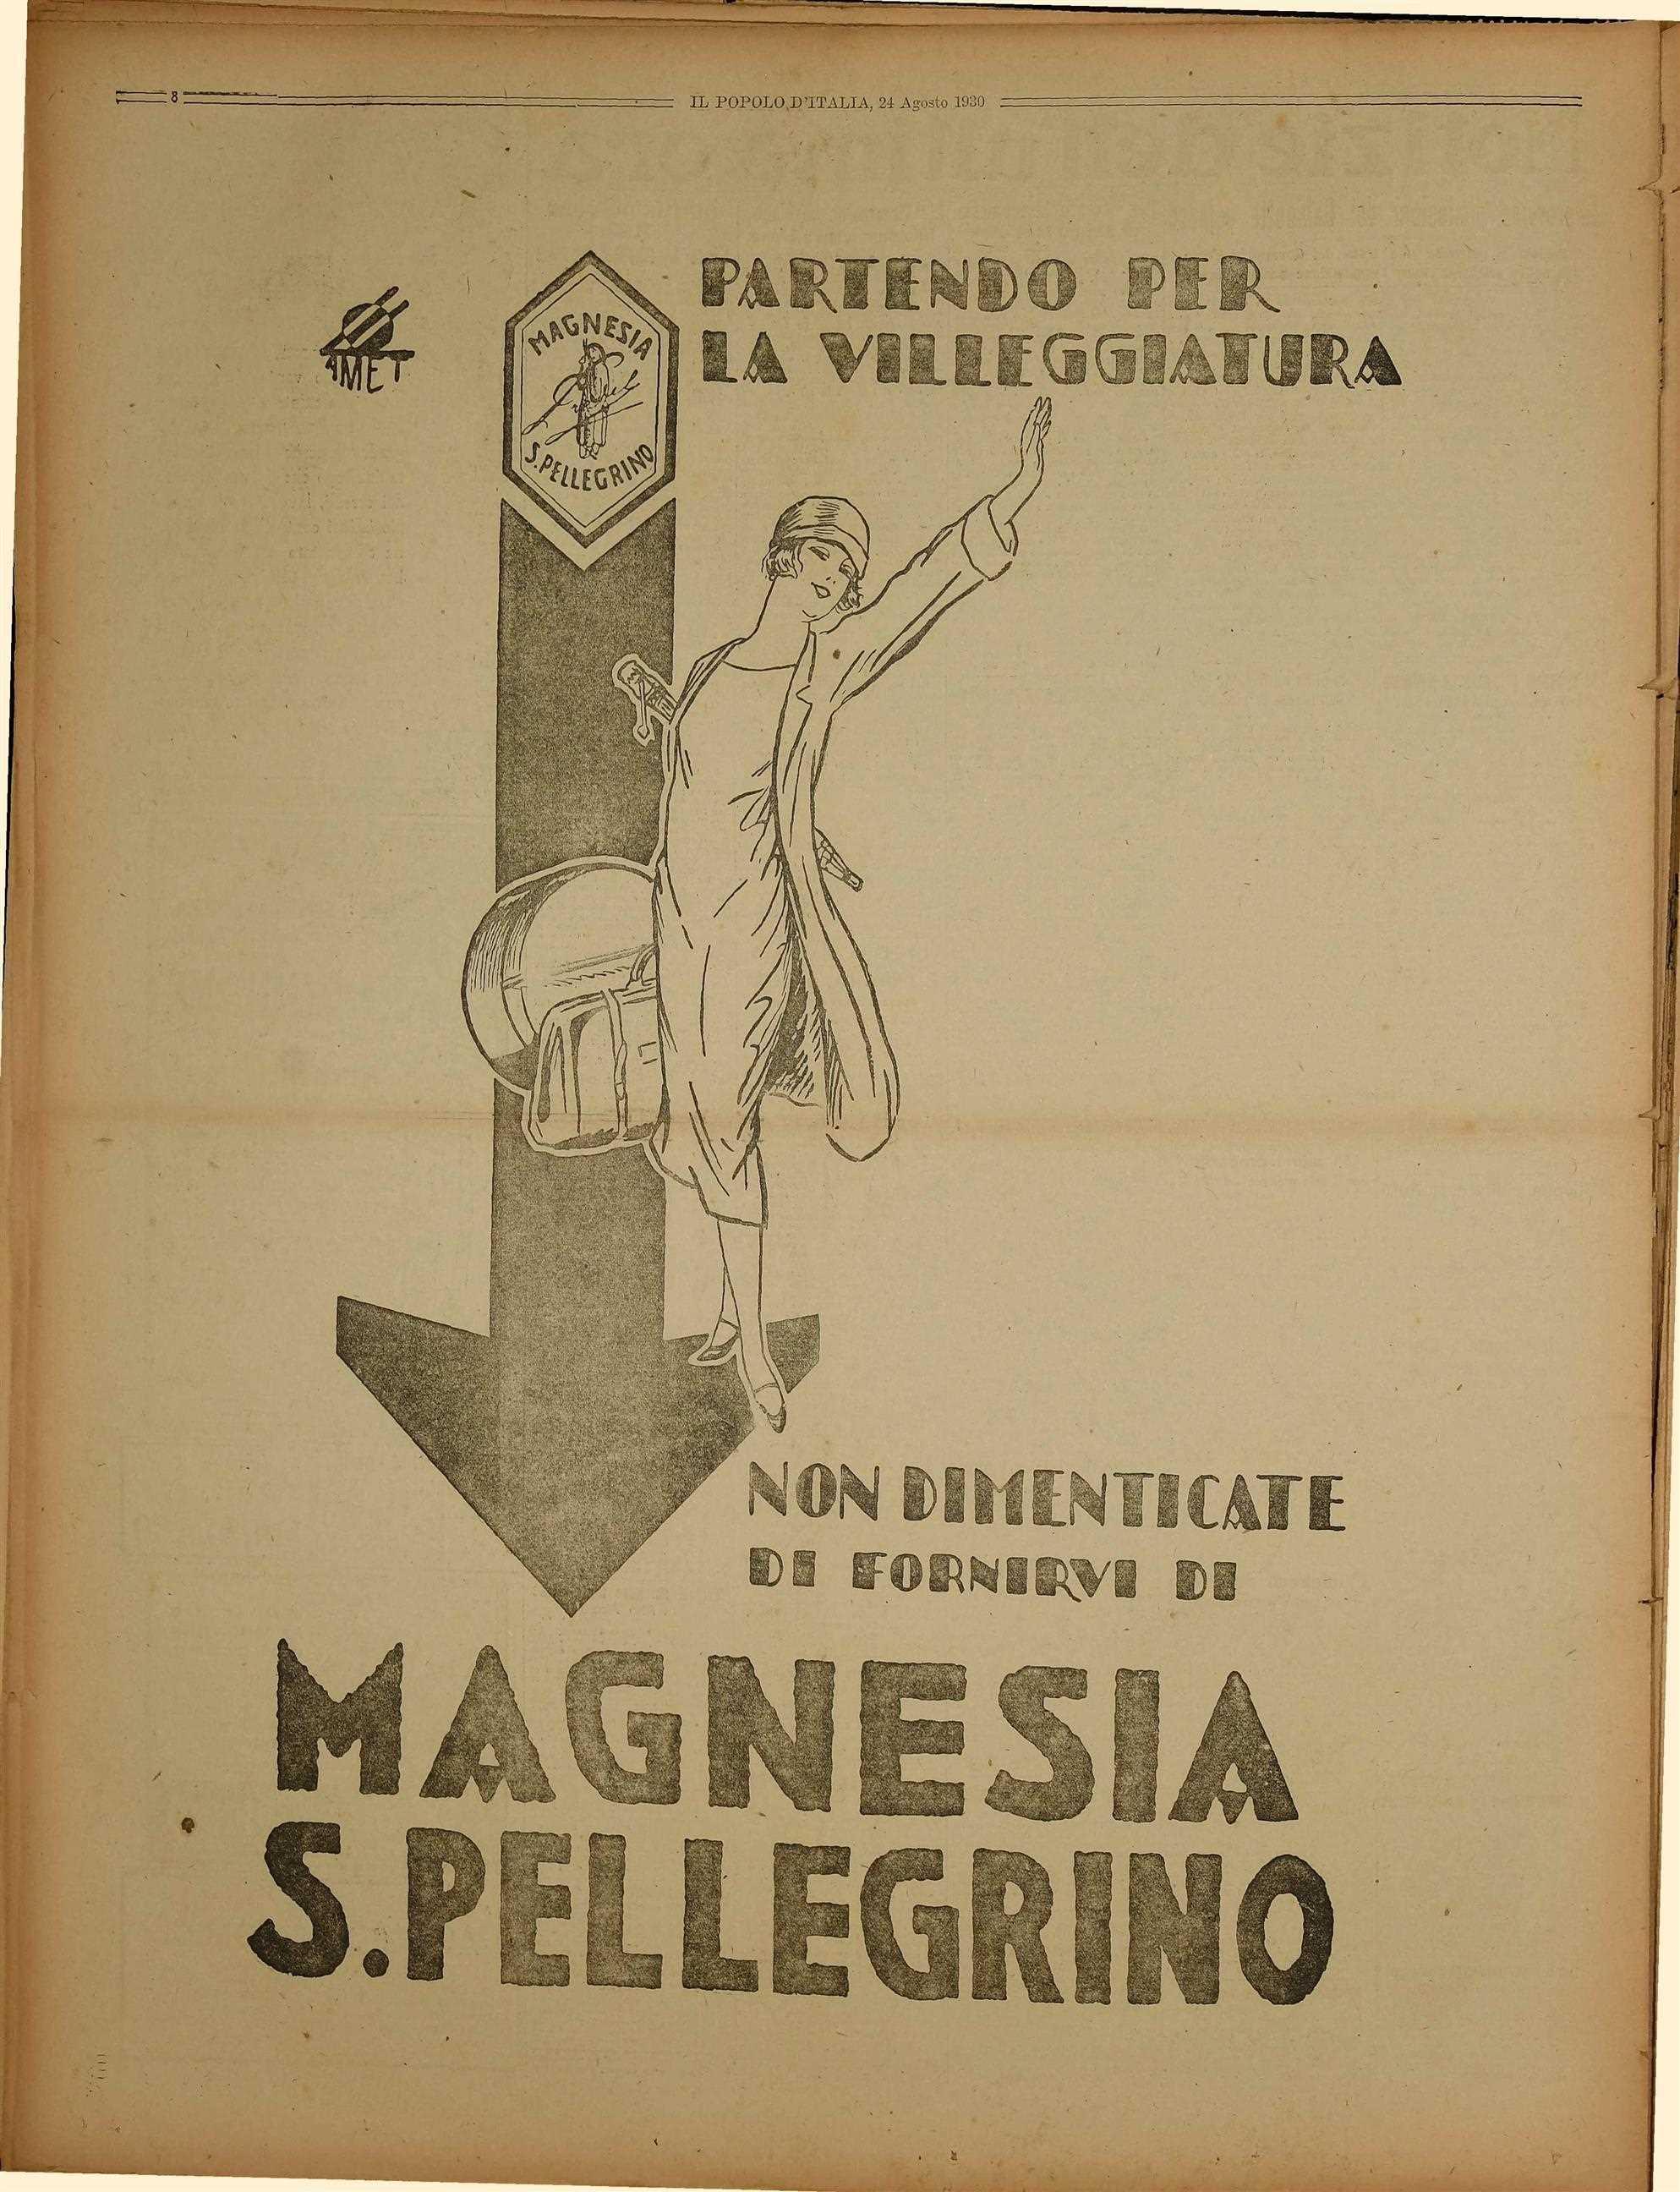 8
IL POPOLO D'ITALIA, 24 Agosto 1930
AMET
MAGNESIA
S. PELLEGRINO
PARTENDO PER
LA VILLEGGIATURA
NON DIMENTICATE
DI FORNIRVI DI
MAGNESIA
S. PELLEGRINO